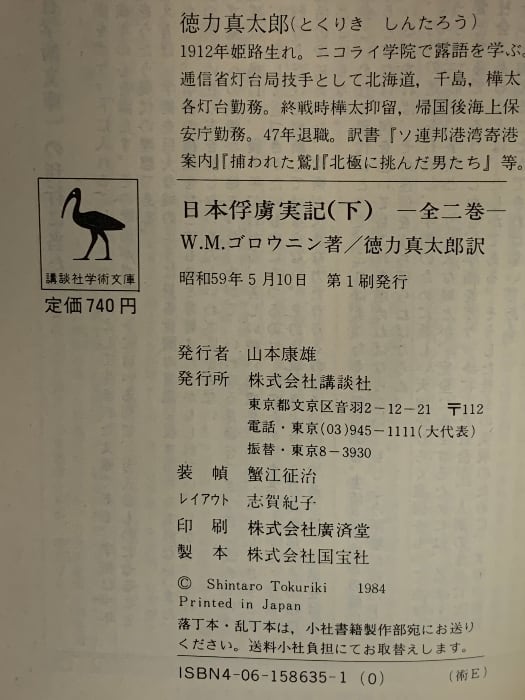 徳力真太郎(とくりき しんたろう)
1912年姫路生れ。ニコライ学院で露語を学ぶ。
逓信省灯台局技手として北海道，千島，樺太
各灯台勤務。終戦時樺太抑留，帰国後海上保
安庁勤務。47年退職。訳書『ソ連邦港湾寄港
案内』『捕われた鷲』『北極に挑んだ男たち』等。
講談社学術文庫
定価740円
日本俘虜実記(下) ―全二巻―
W.M.ゴロウニン著／徳力真太郎訳
昭和59年5月10日 第1刷発行
発行者 山本康雄
発行所 株式会社講談社
東京都文京区音羽2-12-21 〒112
電話・東京(03)945-1111(大代表)
振替・東京8-3930
装 幀 蟹江征治
レイアウト 志賀紀子
印 刷 株式会社廣済堂
製 本 株式会社国宝社
© Shintaro Tokuriki 1984
Printed in Japan
落丁本・乱丁本は，小社書籍製作部宛にお送り
ください。送料小社負担にてお取替えします。
ISBN4-06-158635-1 (0) (術E)